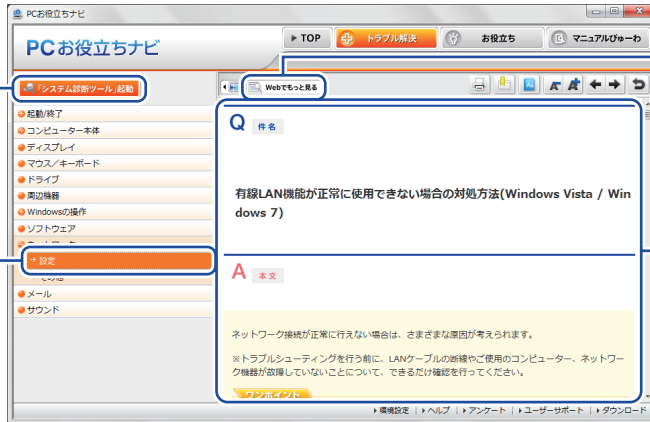 PCお役立ちナビ
PCお役立ちナビ
TOP
トラブル解決
お役立ち
マニュアルびゅーわ
「システム診断ツール」起動
Webでもっと見る
起動/終了
コンピューター本体
ディスプレイ
マウス/キーボード
ドライブ
周辺機器
Windowsの操作
ソフトウェア
設定
その他
メール
サウンド
Q 件名
有線LAN機能が正常に使用できない場合の対処方法(Windows Vista / Win
dows 7)
A 本文
ネットワーク接続が正常に行えない場合は、さまざまな原因が考えられます。
※トラブルシューティングを行う前に、LANケーブルの断線やご使用のコンピューター、ネットワー
ク機器が故障していないことについて、できるだけ確認を行ってください。
ワンポイント
環境設定 | ヘルプ | アンケート | ユーザーサポート | ダウンロード